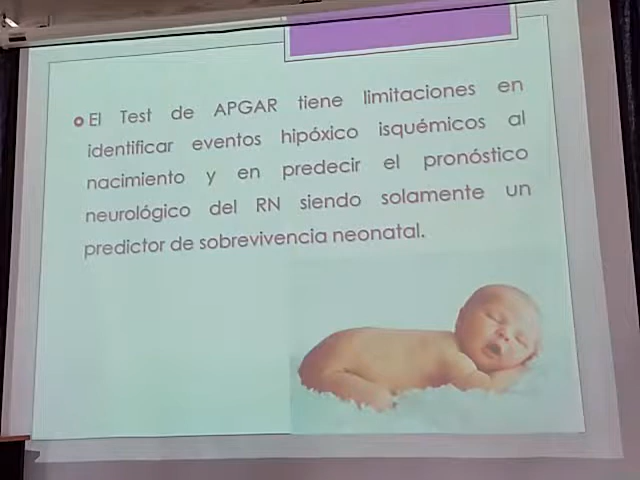 El Test de APGAR tiene limitaciones en
identificar eventos hipóxico isquémicos al
nacimiento y en predecir el pronóstico
neurológico del RN siendo solamente un
predictor de sobrevivencia neonatal.